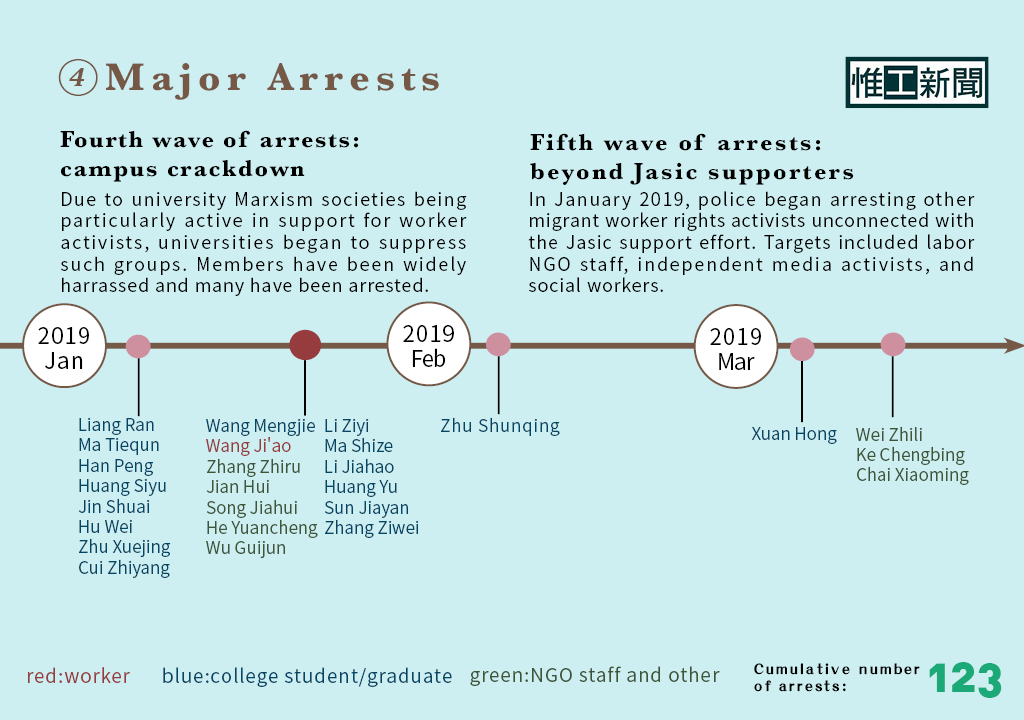 4 Major Arrests
惟工新聞
Fourth wave of arrests:
campus crackdown
Due to university Marxism societies being
particularly active in support for worker
activists, universities began to suppress
such groups. Members have been widely
harrassed and many have been arrested.
Fifth wave of arrests:
beyond Jasic supporters
In January 2019, police began arresting other
migrant worker rights activists unconnected with
the Jasic support effort. Targets included labor
NGO staff, independent media activists, and
social workers.
2019
Jan
2019
Feb
2019
Mar
Liang Ran
Ma Tiequn
Han Peng
Huang Siyu
Jin Shuai
Hu Wei
Zhu Xuejing
Cui Zhiyang
Wang Mengjie
Wang Ji'ao
Zhang Zhiru
Jian Hui
Song Jiahui
He Yuancheng
Wu Guijun
Li Ziyi
Ma Shize
Li Jiahao
Huang Yu
Sun Jiayan
Zhang Ziwei
Zhu Shunqing
Xuan Hong
Wei Zhili
Ke Chengbing
Chai Xiaoming
red:worker
blue:college student/graduate
green:NGO staff and other
Cumulative number
of arrests:
123